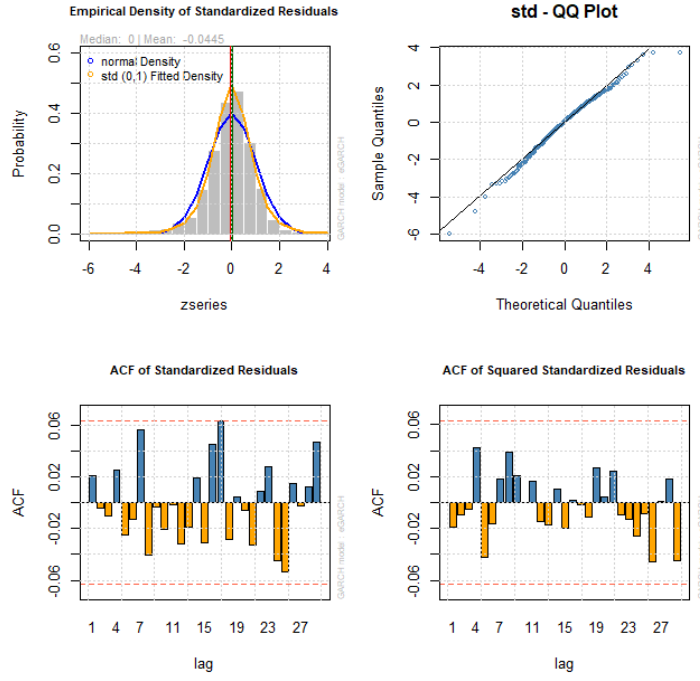 Empirical Density of Standardized Residuals
Median: 0 | Mean: -0.0445
normal Density
std (0,1) Fitted Density
Probability
0.0
0.2
0.4
0.6
-6
-4
-2
0
2
4
zseries
GARCH model : eGARCH
std - QQ Plot
Sample Quantiles
-6
-4
-2
0
2
4
-4
-2
0
2
4
Theoretical Quantiles
ACF of Standardized Residuals
ACF
-0.06
-0.02
0.02
0.06
1
4
7
11
15
19
23
27
lag
GARCH model : eGARCH
ACF of Squared Standardized Residuals
ACF
-0.06
-0.02
0.02
0.06
1
4
7
11
15
19
23
27
lag